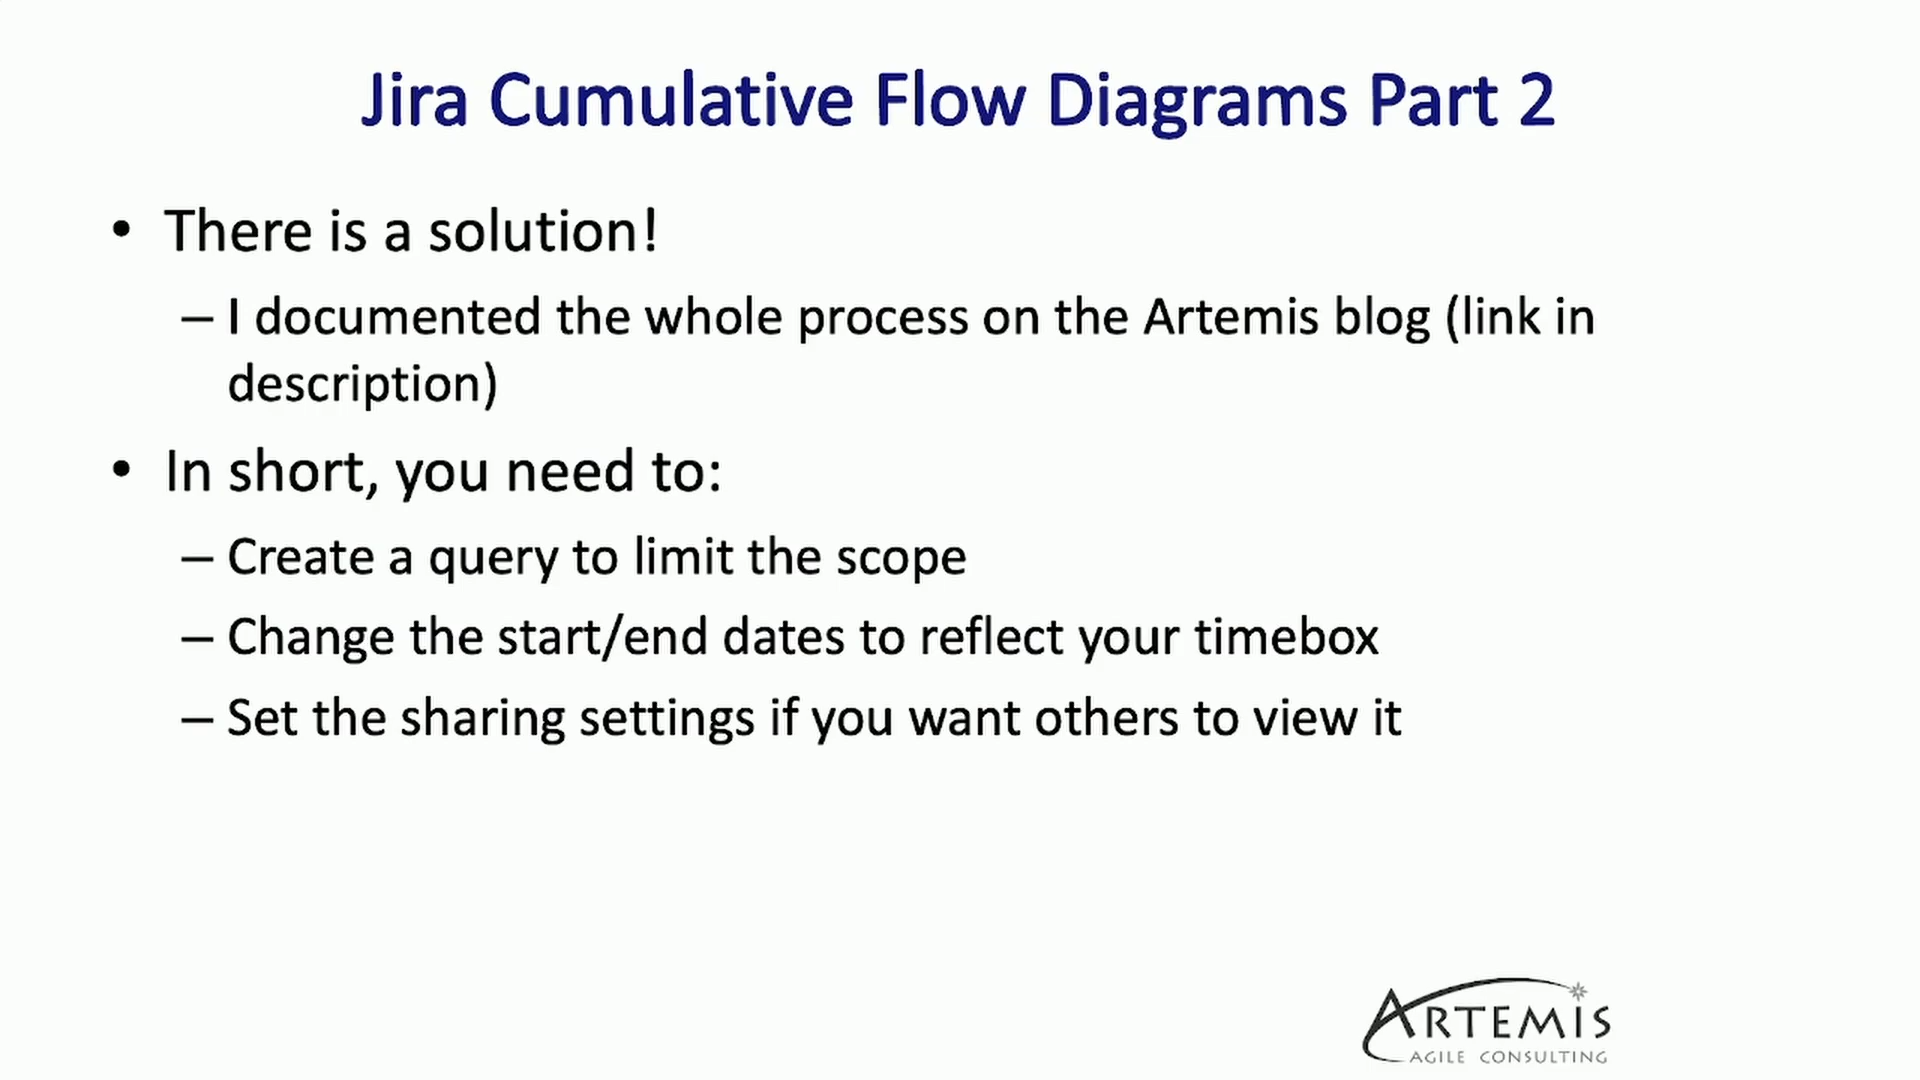 Jira Cumulative Flow Diagrams Part 2
• There is a solution!
– I documented the whole process on the Artemis blog (link in
description)
• In short, you need to:
– Create a query to limit the scope
– Change the start/end dates to reflect your timebox
– Set the sharing settings if you want others to view it
ARTEMIS
AGILE CONSULTING